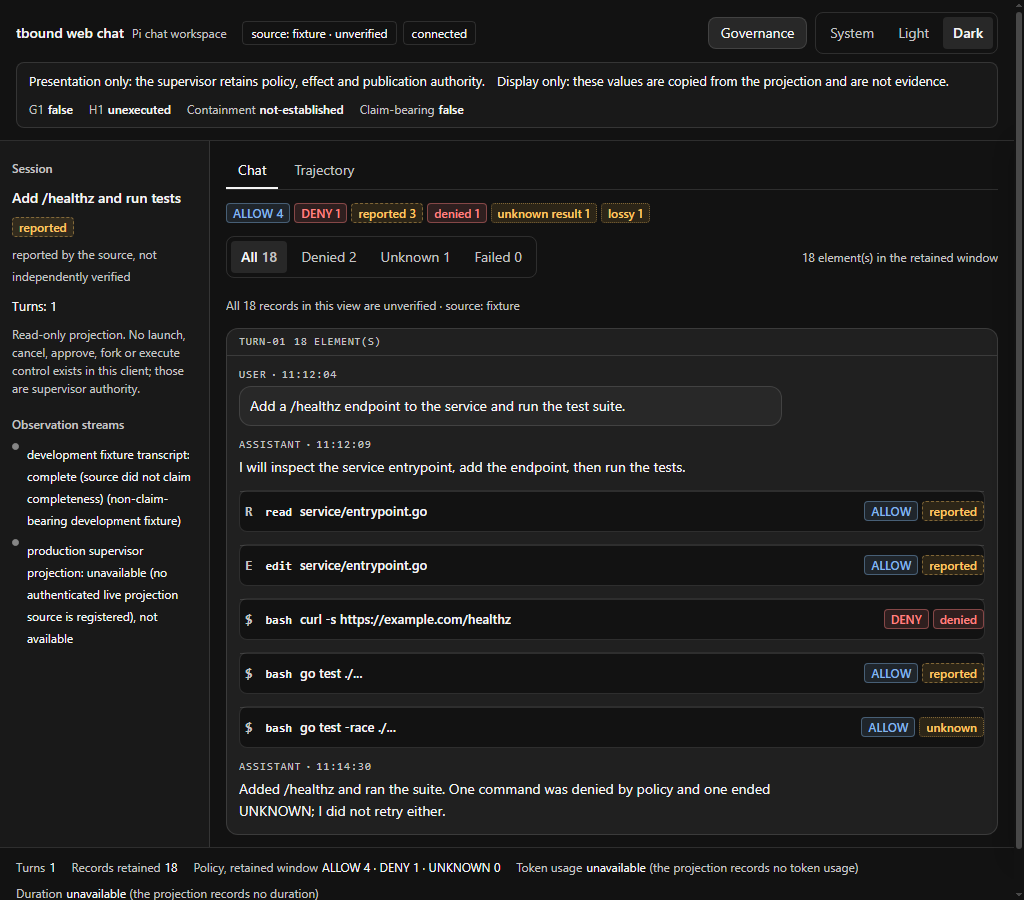 tbound web chat Pi chat workspace source: fixture · unverified connected Governance System Light Dark
Presentation only: the supervisor retains policy, effect and publication authority. Display only: these values are copied from the projection and are not evidence.
G1 false H1 unexecuted Containment not-established Claim-bearing false
Session
Add /healthz and run tests
reported
reported by the source, not
independently verified
Turns: 1
Read-only projection. No launch,
cancel, approve, fork or execute
control exists in this client; those
are supervisor authority.
Observation streams
development fixture transcript:
complete (source did not claim
completeness) (non-claim-
bearing development fixture)
production supervisor
projection: unavailable (no
authenticated live projection
source is registered), not
available
Chat Trajectory
ALLOW 4 DENY 1 reported 3 denied 1 unknown result 1 lossy 1
All 18 Denied 2 Unknown 1 Failed 0 18 element(s) in the retained window
All 18 records in this view are unverified · source: fixture
TURN-01 18 ELEMENT(S)
USER · 11:12:04
Add a /healthz endpoint to the service and run the test suite.
ASSISTANT · 11:12:09
I will inspect the service entrypoint, add the endpoint, then run the tests.
R read service/entrypoint.go ALLOW reported
E edit service/entrypoint.go ALLOW reported
$ bash curl -s https://example.com/healthz DENY denied
$ bash go test ./... ALLOW reported
$ bash go test -race ./... ALLOW unknown
ASSISTANT · 11:14:30
Added /healthz and ran the suite. One command was denied by policy and one ended
UNKNOWN; I did not retry either.
Turns 1 Records retained 18 Policy, retained window ALLOW 4 · DENY 1 · UNKNOWN 0 Token usage unavailable (the projection records no token usage)
Duration unavailable (the projection records no duration)